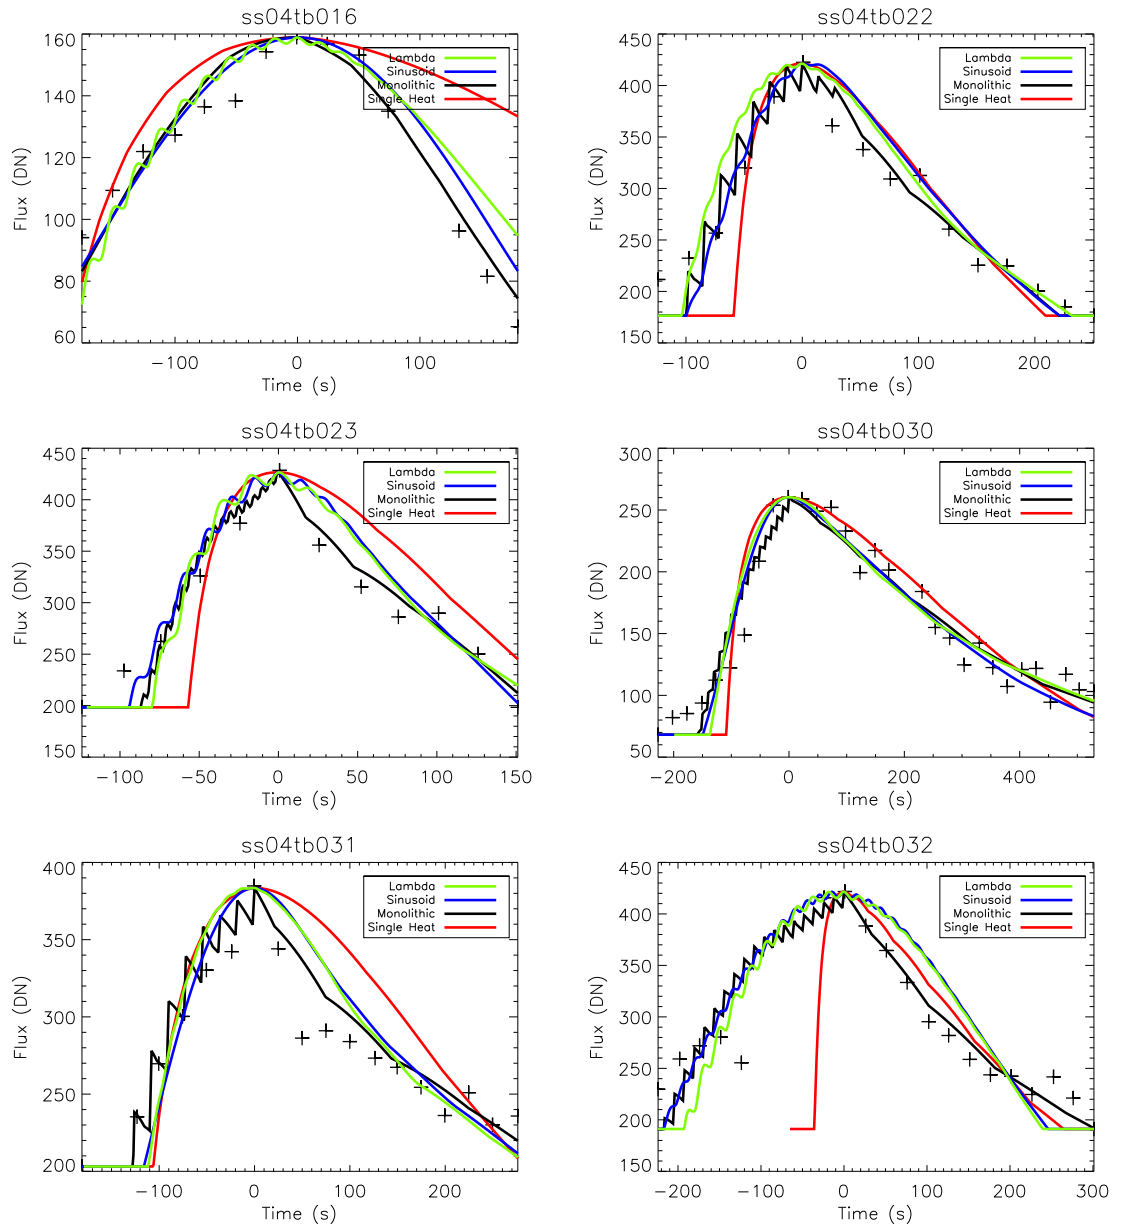 ss04tb016
160
140
120
100
80
60
Flux (DN)
Lambda
Sinusoid
Monolithic
Single Heat
−100 0 100
Time (s)
ss04tb022
450
400
350
300
250
200
150
Flux (DN)
Lambda
Sinusoid
Monolithic
Single Heat
−100 0 100 200
Time (s)
ss04tb023
450
400
350
300
250
200
150
Flux (DN)
Lambda
Sinusoid
Monolithic
Single Heat
−100 −50 0 50 100 150
Time (s)
ss04tb030
300
250
200
150
100
50
Flux (DN)
Lambda
Sinusoid
Monolithic
Single Heat
−200 0 200 400
Time (s)
ss04tb031
400
350
300
250
200
Flux (DN)
Lambda
Sinusoid
Monolithic
Single Heat
−100 0 100 200
Time (s)
ss04tb032
450
400
350
300
250
200
150
Flux (DN)
Lambda
Sinusoid
Monolithic
Single Heat
−200 −100 0 100 200 300
Time (s)